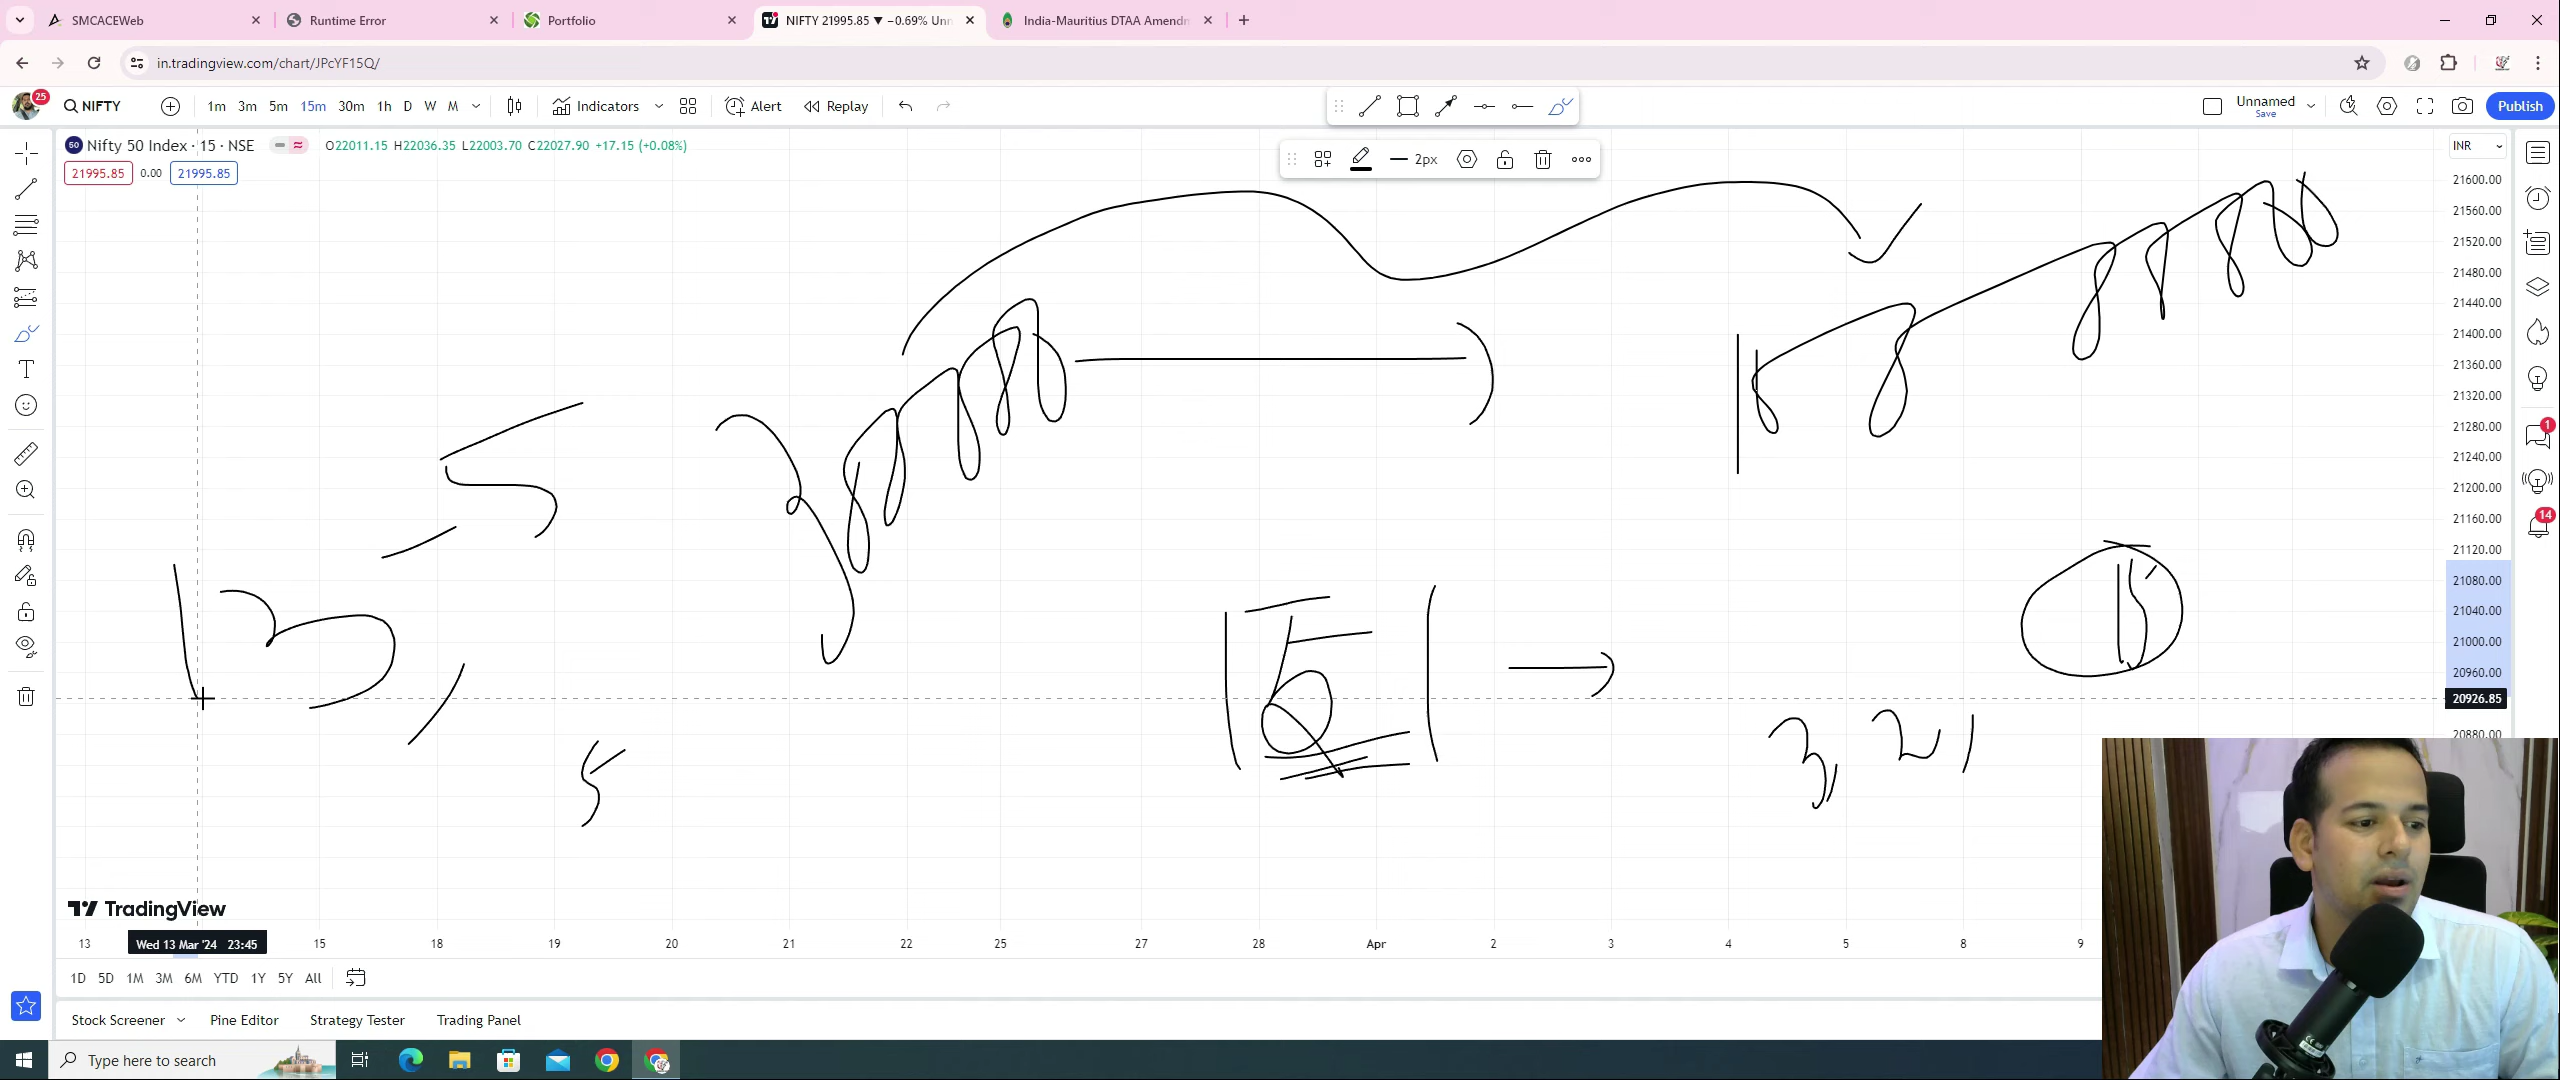 SMCACEWeb Runtime Error Portfolio NIFTY 21995.85 ▼ −0.69% Unn India-Mauritius DTAA Amendm
in.tradingview.com/chart/JPcYF15Q/
25 NIFTY 1m 3m 5m 15m 30m 1h D W M Indicators Alert Replay Unnamed Save Publish
50 Nifty 50 Index · 15 · NSE O22011.15 H22036.35 L22003.70 C22027.90 +17.15 (+0.08%) 2px INR
21995.85 0.00 21995.85
21600.00
21560.00
21520.00
21480.00
21440.00
21400.00
21360.00
21320.00
21280.00
21240.00
21200.00
21160.00
21120.00
21080.00
21040.00
21000.00
20960.00
20926.85
20880.00
1
14
5
13,
5
3, 2, 1
TradingView
13 Wed 13 Mar '24 23:45 15 18 19 20 21 22 25 27 28 Apr 2 3 4 5 8 9
1D 5D 1M 3M 6M YTD 1Y 5Y All
Stock Screener Pine Editor Strategy Tester Trading Panel
Type here to search